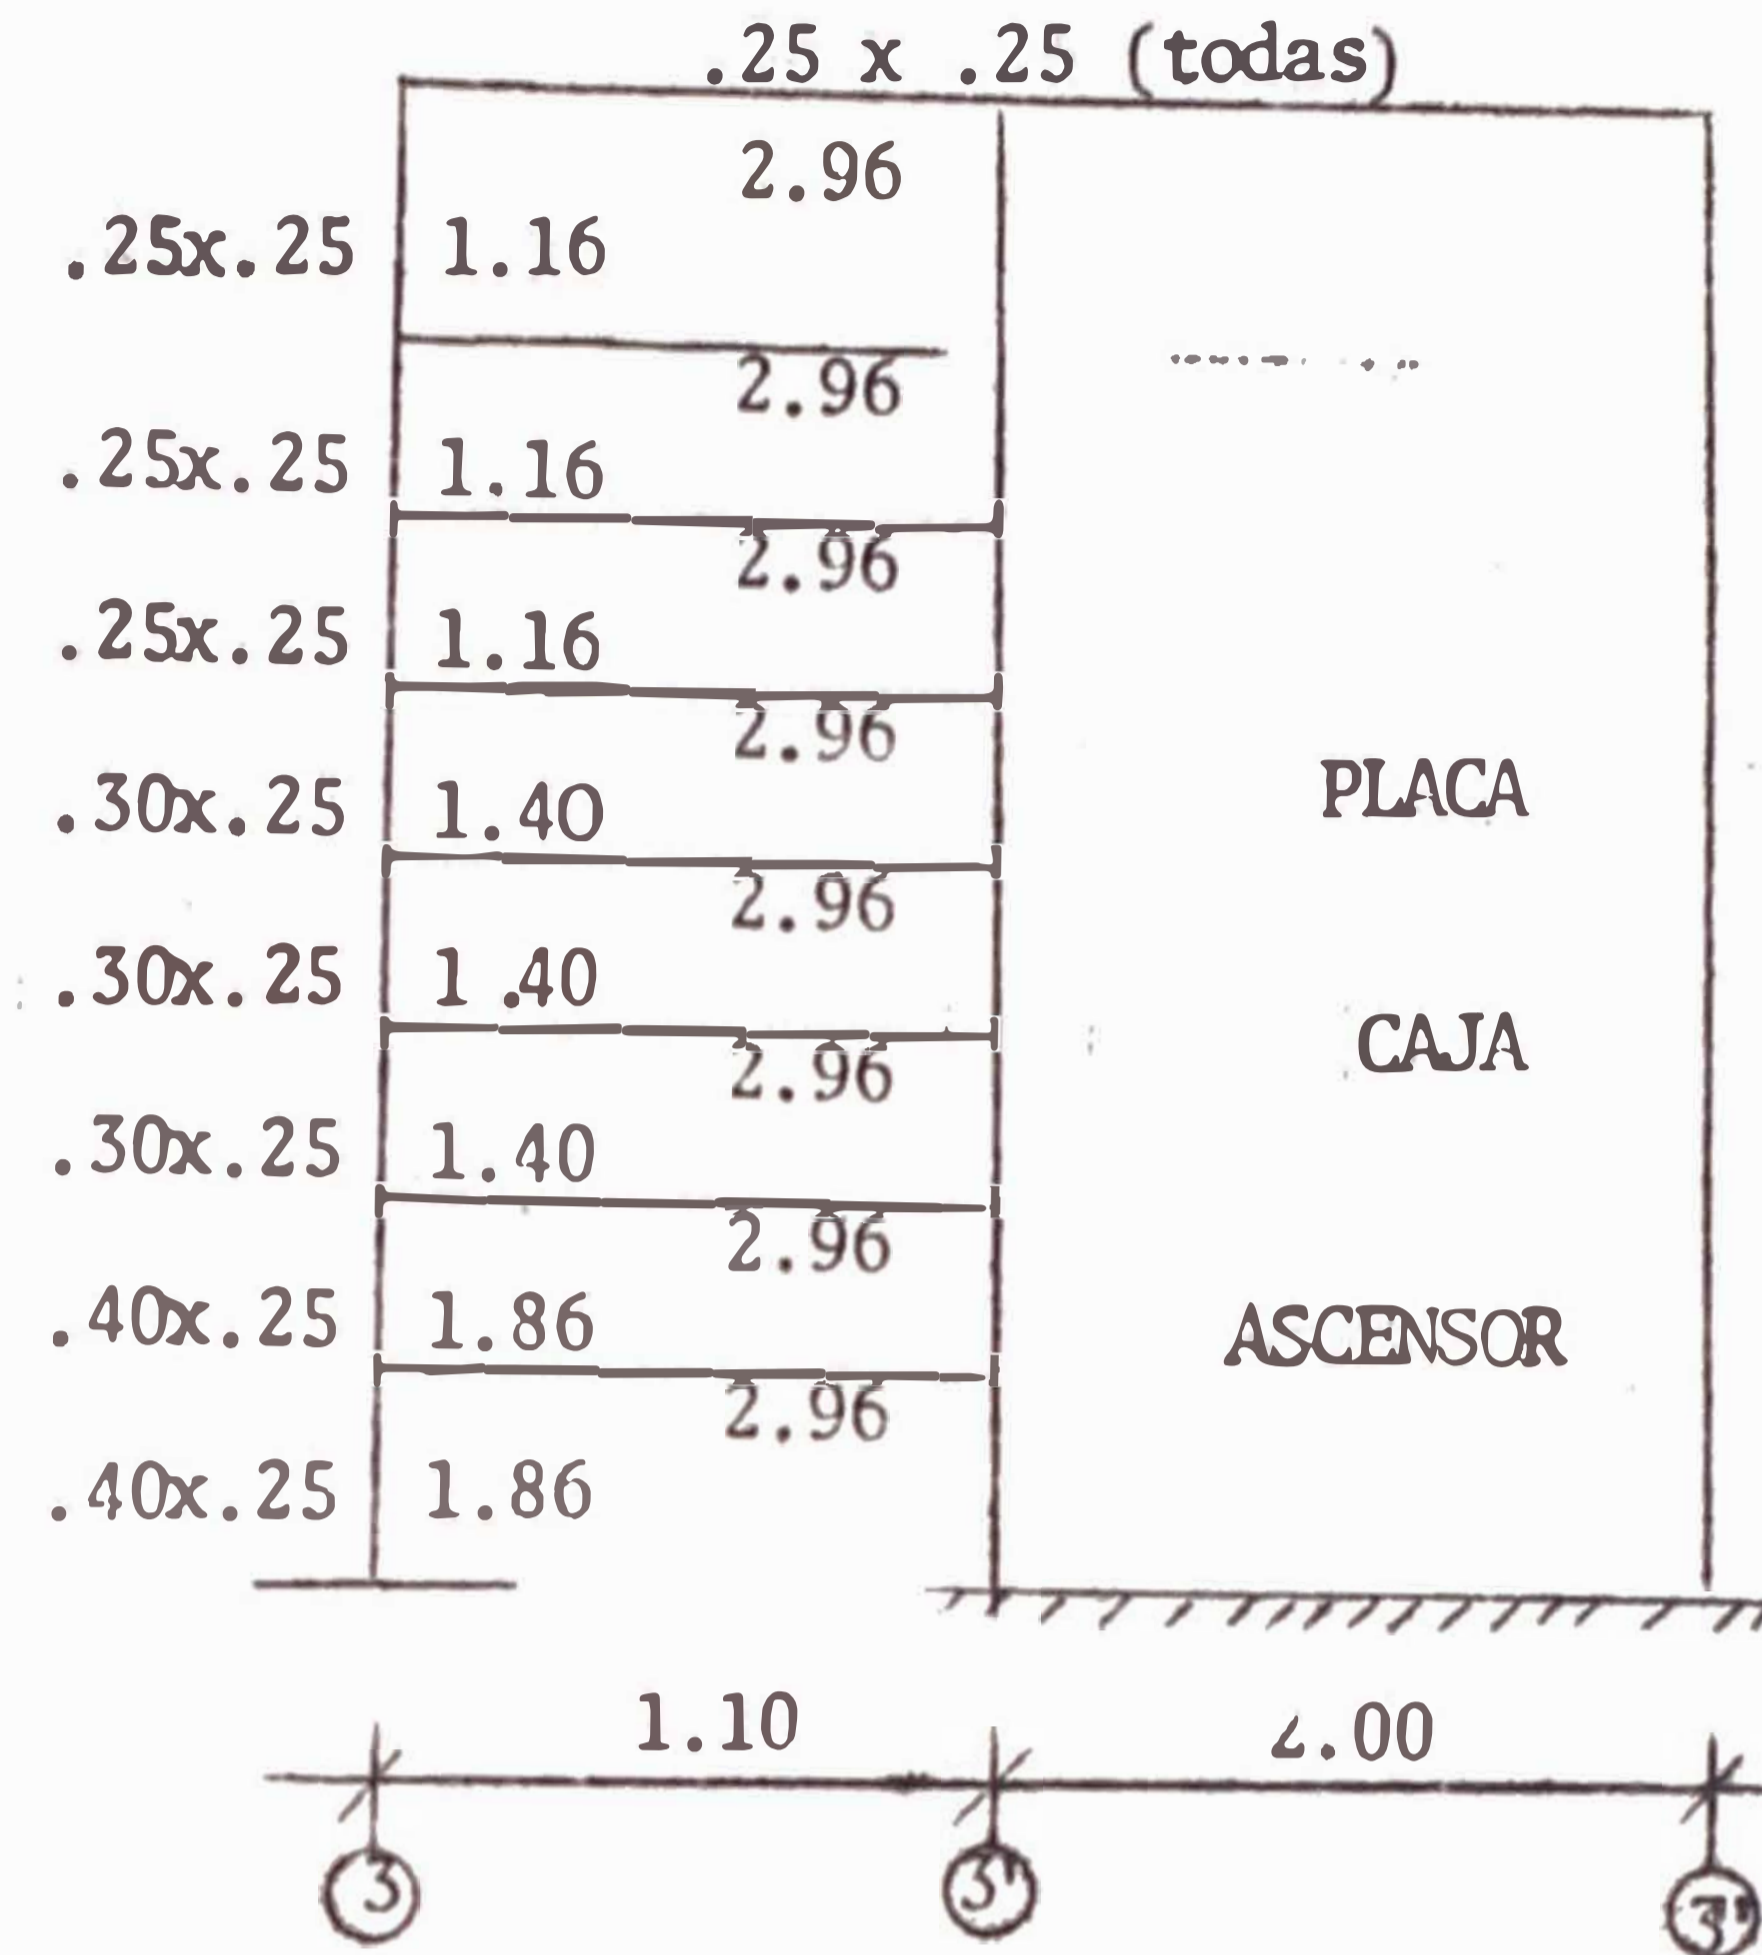 .25 x .25 (todas)
2.96
.25x.25 1.16
2.96
.25x.25 1.16
2.96
.25x.25 1.16
2.96
.30x.25 1.40 PLACA
2.96
.30x.25 1.40 CAJA
2.96
.30x.25 1.40
2.96
.40x.25 1.86 ASCENSOR
2.96
.40x.25 1.86
1.10 2.00
3 3' 3"